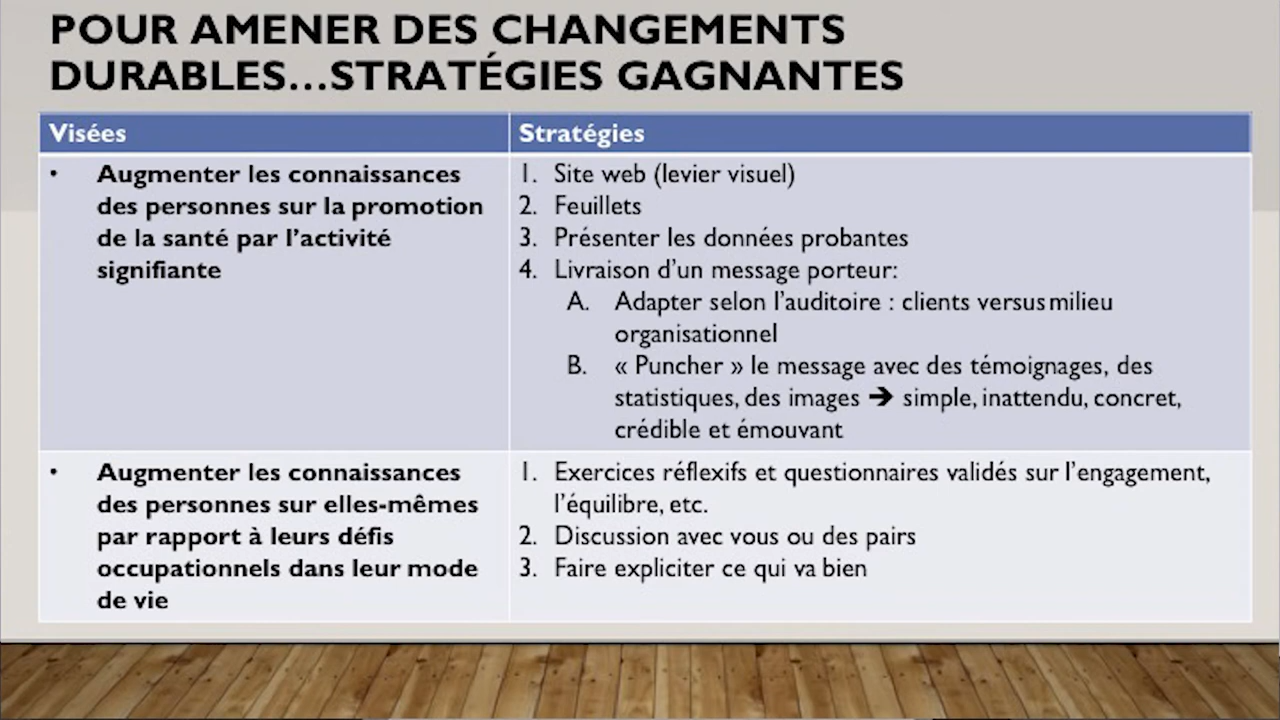 POUR AMENER DES CHANGEMENTS
DURABLES...STRATÉGIES GAGNANTES
Visées
Stratégies
• Augmenter les connaissances
des personnes sur la promotion
de la santé par l'activité
signifiante
1. Site web (levier visuel)
2. Feuillets
3. Présenter les données probantes
4. Livraison d'un message porteur:
A. Adapter selon l'auditoire : clients versus milieu
organisationnel
B. « Puncher » le message avec des témoignages, des
statistiques, des images ➔ simple, inattendu, concret,
crédible et émouvant
• Augmenter les connaissances
des personnes sur elles-mêmes
par rapport à leurs défis
occupationnels dans leur mode
de vie
1. Exercices réflexifs et questionnaires validés sur l'engagement,
l'équilibre, etc.
2. Discussion avec vous ou des pairs
3. Faire expliciter ce qui va bien